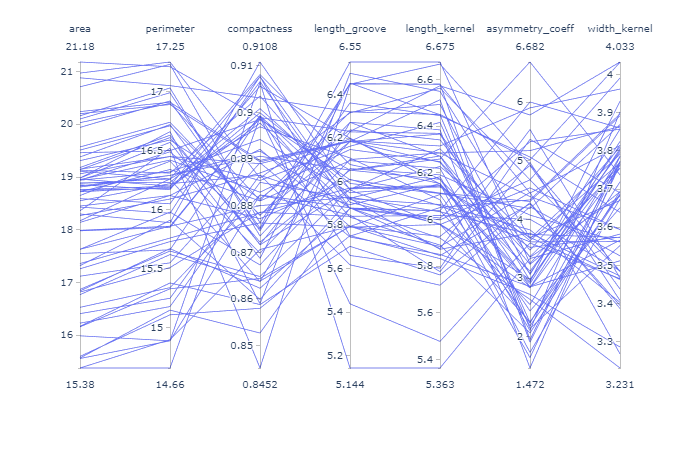 area perimeter compactness length_groove length_kernel asymmetry_coeff width_kernel
21.18 17.25 0.9108 6.55 6.675 6.682 4.033
21 20 19 18 17 16
17 16.5 16 15.5 15
0.91 0.9 0.89 0.88 0.87 0.86 0.85
6.4 6.2 6 5.8 5.6 5.4 5.2
6.6 6.4 6.2 6 5.8 5.6 5.4
6 5 4 3 2
4 3.9 3.8 3.7 3.6 3.5 3.4 3.3
15.38 14.66 0.8452 5.144 5.363 1.472 3.231